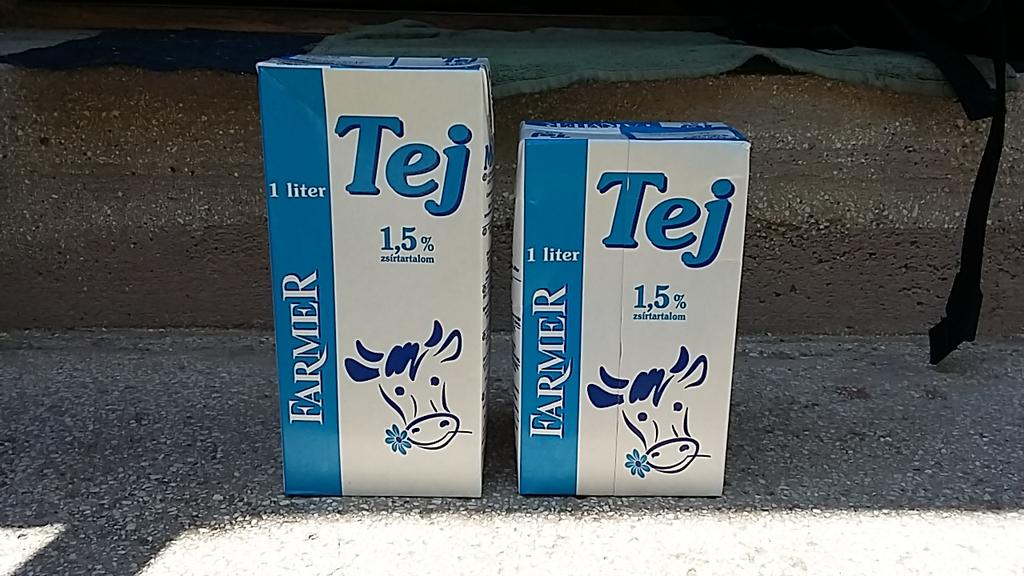 Tej
1 liter
1,5%
zsírtartalom
FARMER
Tej
1 liter
1,5%
zsírtartalom
FARMER